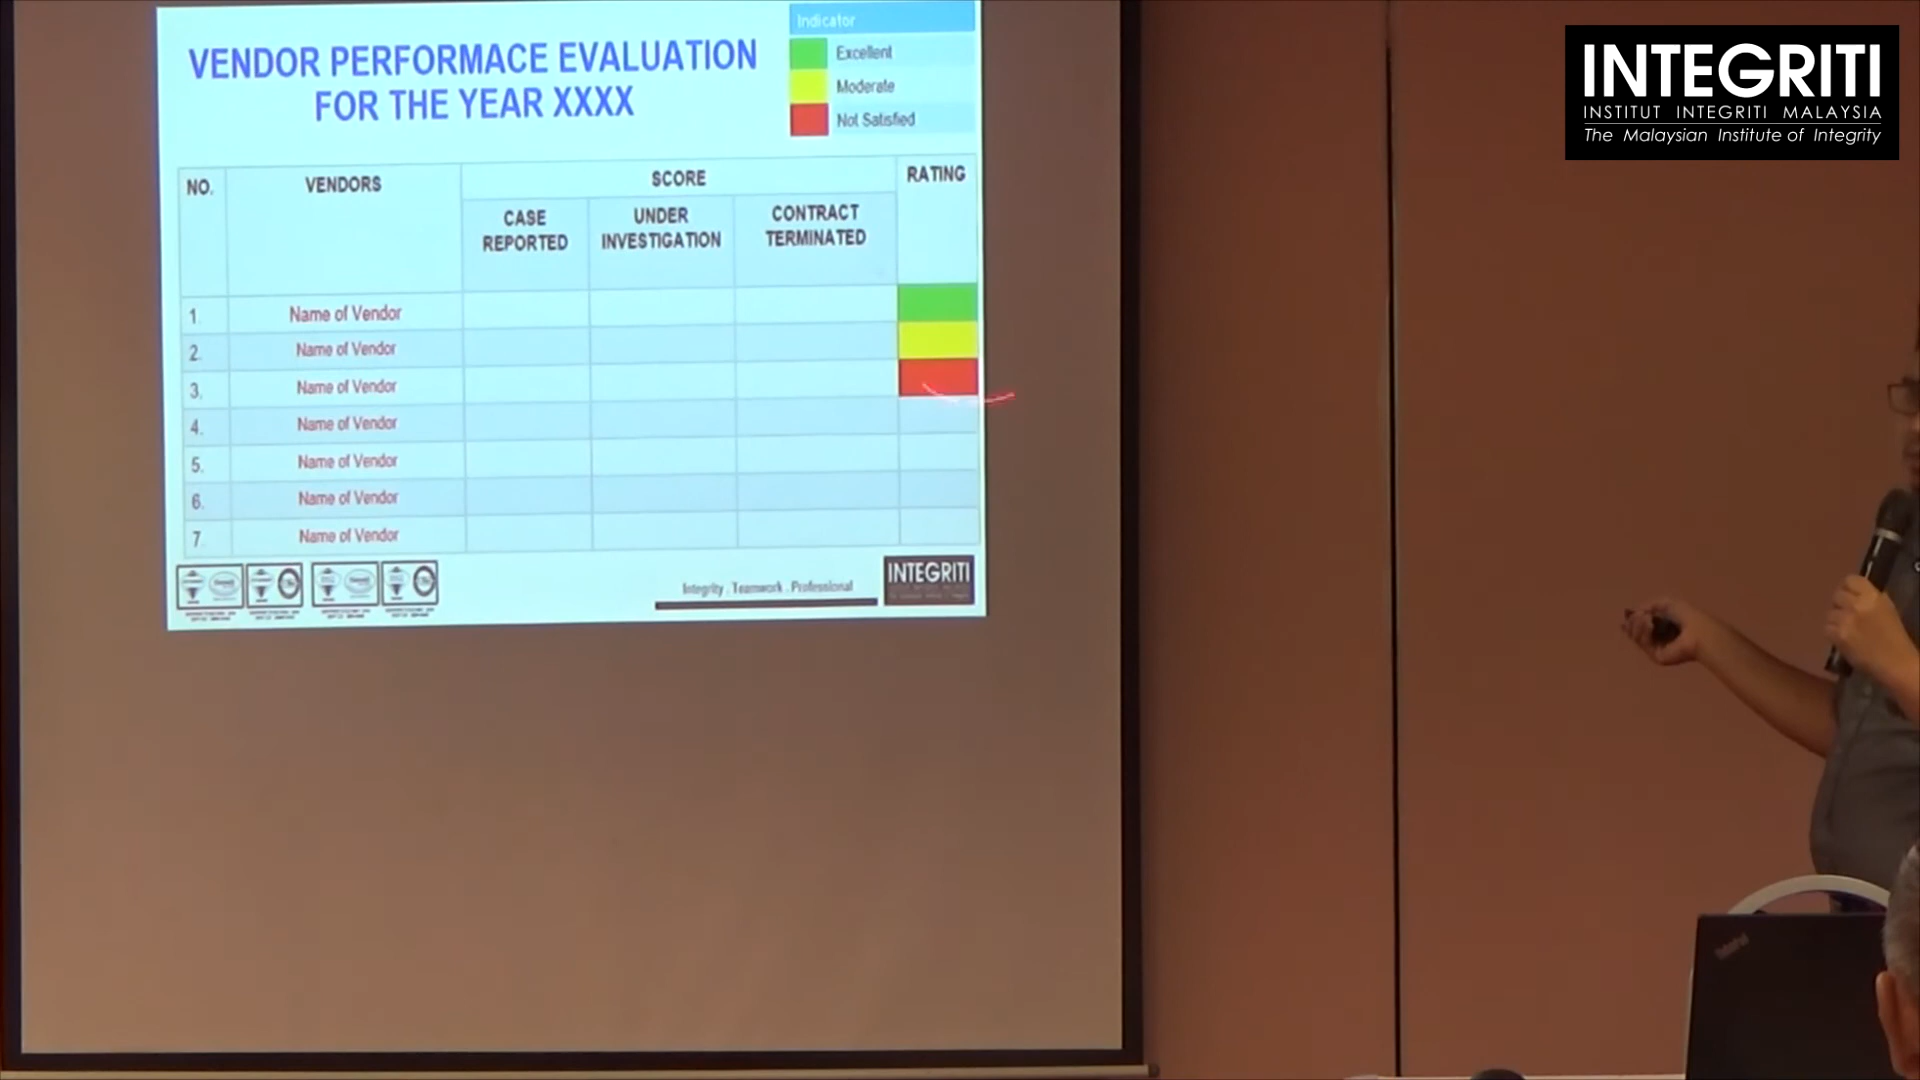 VENDOR PERFORMACE EVALUATION
FOR THE YEAR XXXX
Indicator
Excellent
Moderate
Not Satisfied
NO.
VENDORS
SCORE
RATING
CASE
REPORTED
UNDER
INVESTIGATION
CONTRACT
TERMINATED
1. Name of Vendor
2. Name of Vendor
3. Name of Vendor
4. Name of Vendor
5. Name of Vendor
6. Name of Vendor
7. Name of Vendor
Integrity . Teamwork . Professional
INTEGRITI
INTEGRITI
INSTITUT INTEGRITI MALAYSIA
The Malaysian Institute of Integrity